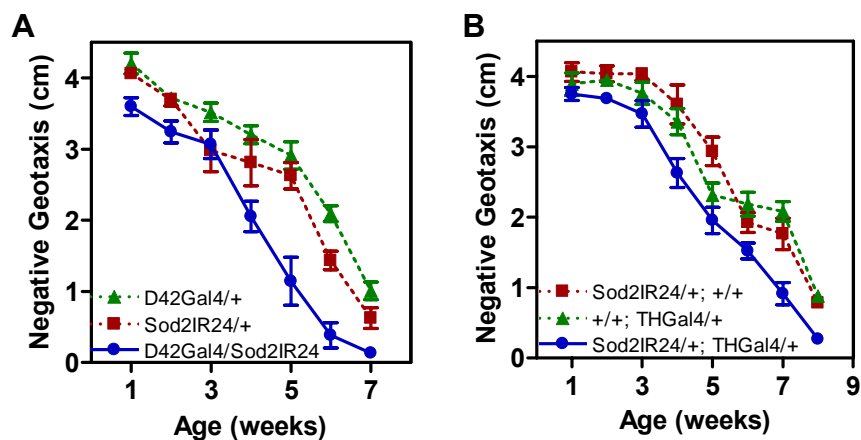 A
Negative Geotaxis (cm)
4
3
2
1
0
D42Gal4/+
Sod2IR24/+
D42Gal4/Sod2IR24
1
3
5
7
Age (weeks)
B
Negative Geotaxis (cm)
4
3
2
1
0
Sod2IR24/+; +/+
+/+; THGal4/+
Sod2IR24/+; THGal4/+
1
3
5
7
9
Age (weeks)